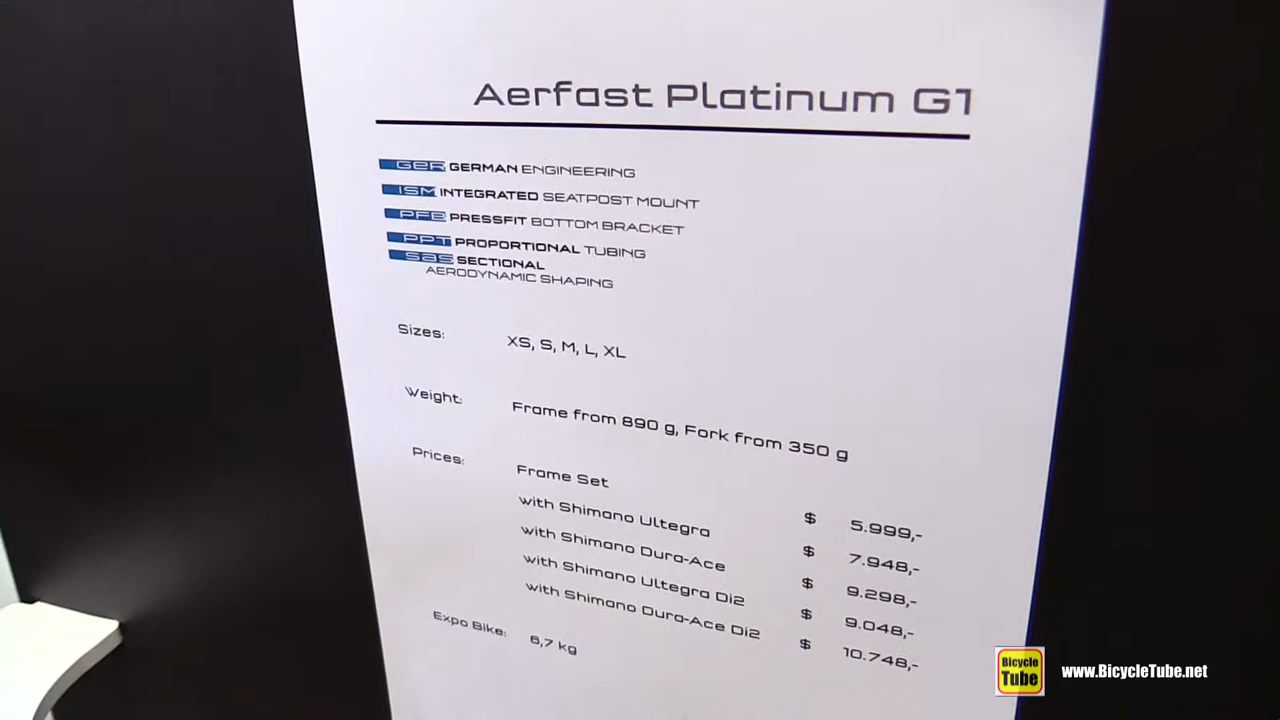 Aerfast Platinum G1
GER GERMAN ENGINEERING
ISM INTEGRATED SEATPOST MOUNT
PFB PRESSFIT BOTTOM BRACKET
PPT PROPORTIONAL TUBING
SAS SECTIONAL
AERODYNAMIC SHAPING
Sizes: XS, S, M, L, XL
Weight: Frame from 890 g, Fork from 350 g
Prices: Frame Set $ 5.999,-
with Shimano Ultegra $ 7.948,-
with Shimano Dura-Ace $ 9.298,-
with Shimano Ultegra Di2 $ 9.048,-
with Shimano Dura-Ace Di2 $ 10.748,-
Expo Bike: 6,7 kg
Bicycle
Tube
www.BicycleTube.net